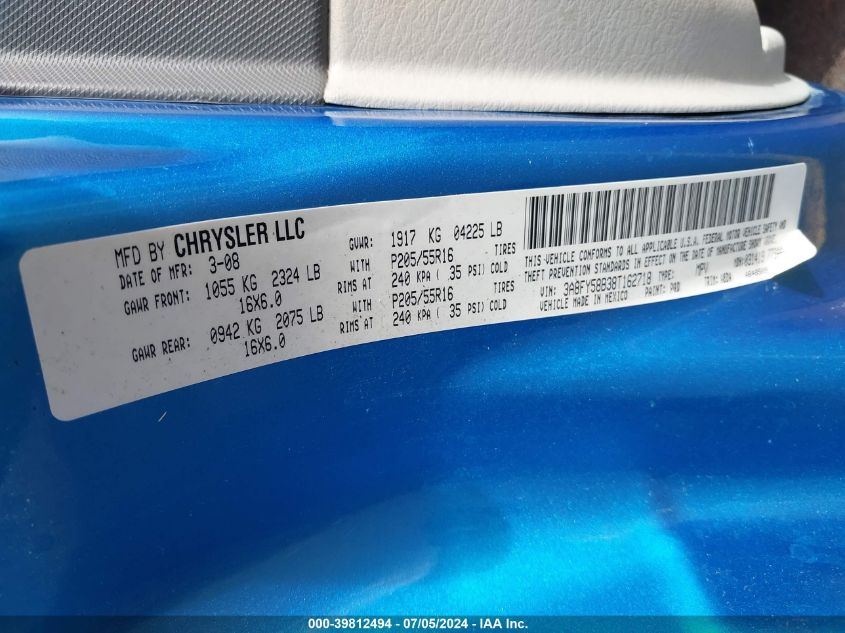 MFD BY CHRYSLER LLC
DATE OF MFR: 3-08
GAWR FRONT: 1055 KG 2324 LB
16X6.0
GAWR REAR: 0942 KG 2075 LB
16X6.0
GVWR: 1917 KG 04225 LB
WITH P205/55R16 TIRES
RIMS AT 240 KPA ( 35 PSI) COLD
WITH P205/55R16 TIRES
RIMS AT 240 KPA ( 35 PSI) COLD
THIS VEHICLE CONFORMS TO ALL APPLICABLE U.S.A. FEDERAL MOTOR VEHICLE SAFETY AND
THEFT PREVENTION STANDARDS IN EFFECT ON THE DATE OF MANUFACTURE SHOWN ABOVE.
VIN: 3A8FY58B38T162718 TYPE: MPV
VEHICLE MADE IN MEXICO PAINT: PQD
000-39812494 - 07/05/2024 - IAA Inc.